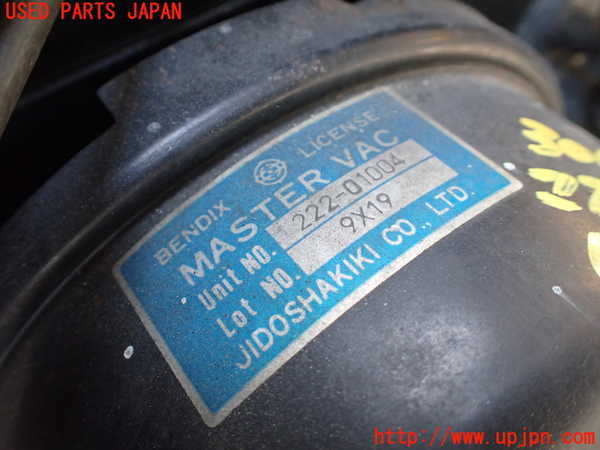 USED PARTS JAPAN
BENDIX LICENSE
MASTER VAC
Unit NO. 222-01004
Lot NO. 9X19
JIDOSHAKIKI CO., LTD.
http://www.upjpn.com/